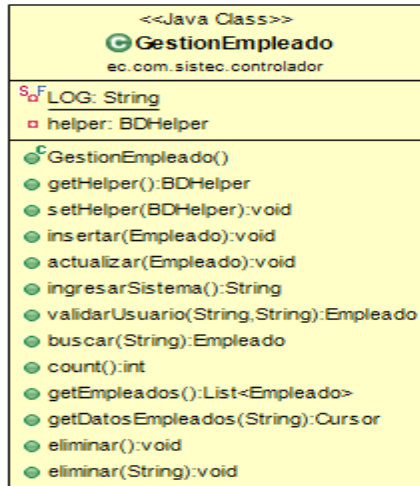 <<Java Class>>
GestionEmpleado
ec.com.sistec.controlador
LOG: String
helper: BDHelper
GestionEmpleado()
getHelper():BDHelper
setHelper(BDHelper):void
insertar(Empleado):void
actualizar(Empleado):void
ingresarSistema():String
validarUsuario(String,String):Empleado
buscar(String):Empleado
count():int
getEmpleados():List<Empleado>
getDatosEmpleados(String):Cursor
eliminar():void
eliminar(String):void